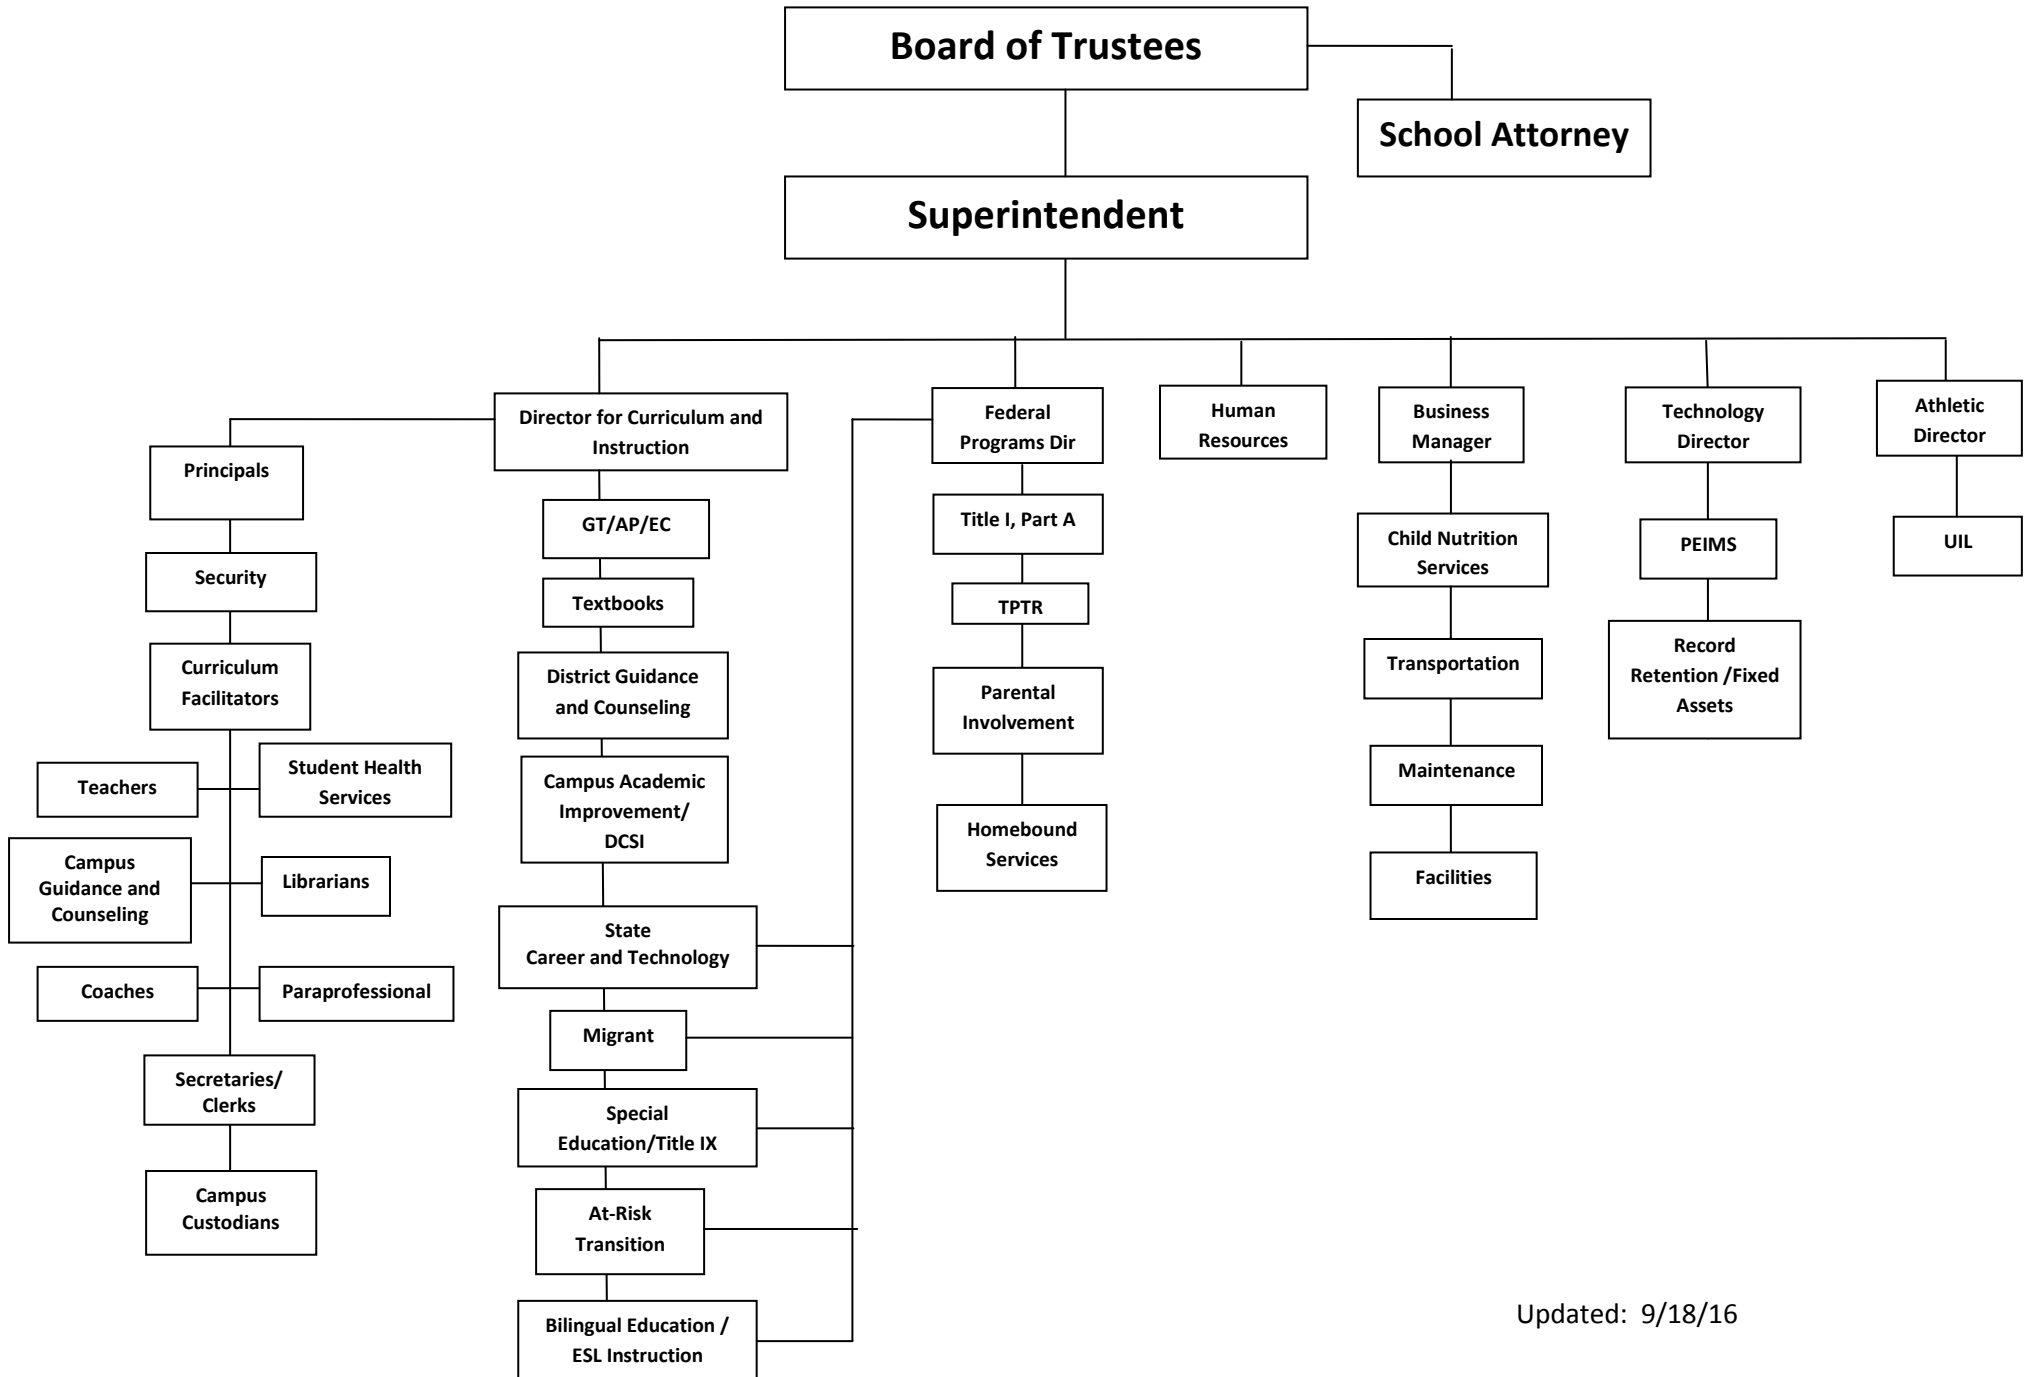 Board of Trustees
School Attorney
Superintendent
Director for Curriculum and
Instruction
Federal
Programs Dir
Human
Resources
Business
Manager
Technology
Director
Athletic
Director
Principals
Security
Curriculum
Facilitators
Teachers
Student Health
Services
Campus
Guidance and
Counseling
Librarians
Coaches
Paraprofessional
Secretaries/
Clerks
Campus
Custodians
GT/AP/EC
Textbooks
District Guidance
and Counseling
Campus Academic
Improvement/
DCSI
State
Career and Technology
Migrant
Special
Education/Title IX
At-Risk
Transition
Bilingual Education /
ESL Instruction
Title I, Part A
TPTR
Parental
Involvement
Homebound
Services
Child Nutrition
Services
Transportation
Maintenance
Facilities
PEIMS
Record
Retention /Fixed
Assets
UIL
Updated: 9/18/16